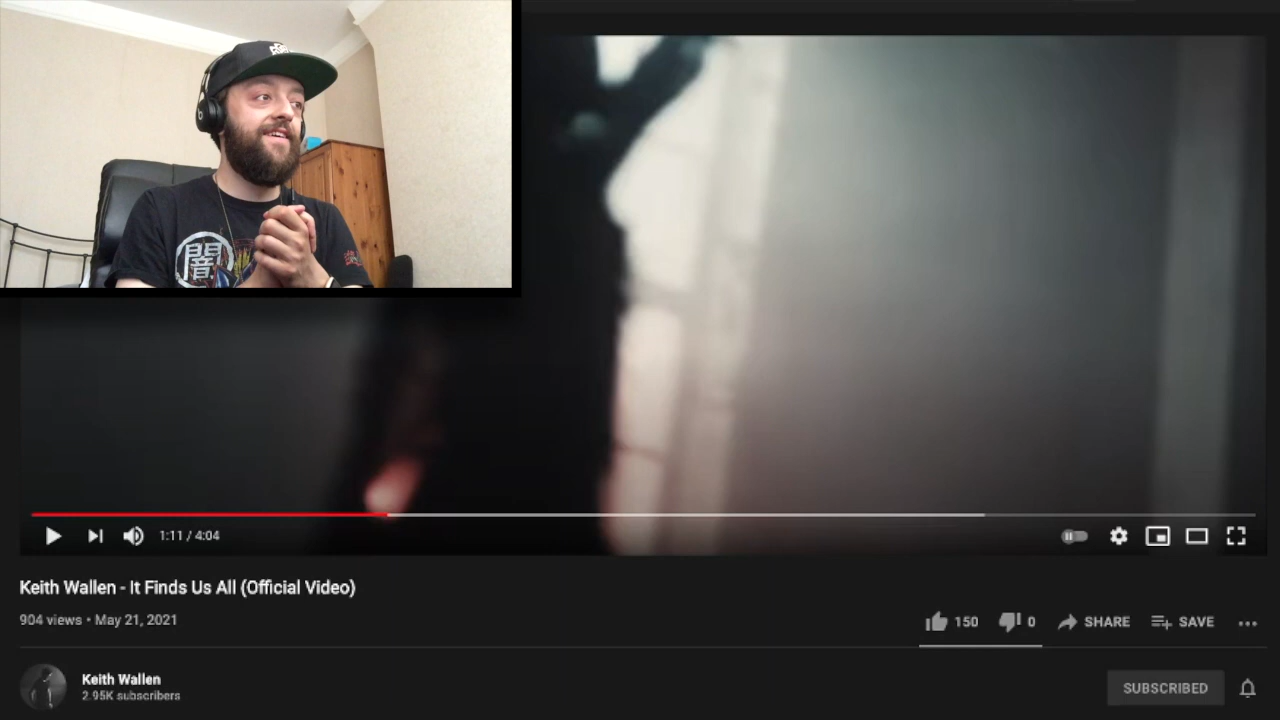 闇
1:11 / 4:04
Keith Wallen - It Finds Us All (Official Video)
904 views • May 21, 2021
150 0 SHARE SAVE
Keith Wallen
2.95K subscribers
SUBSCRIBED